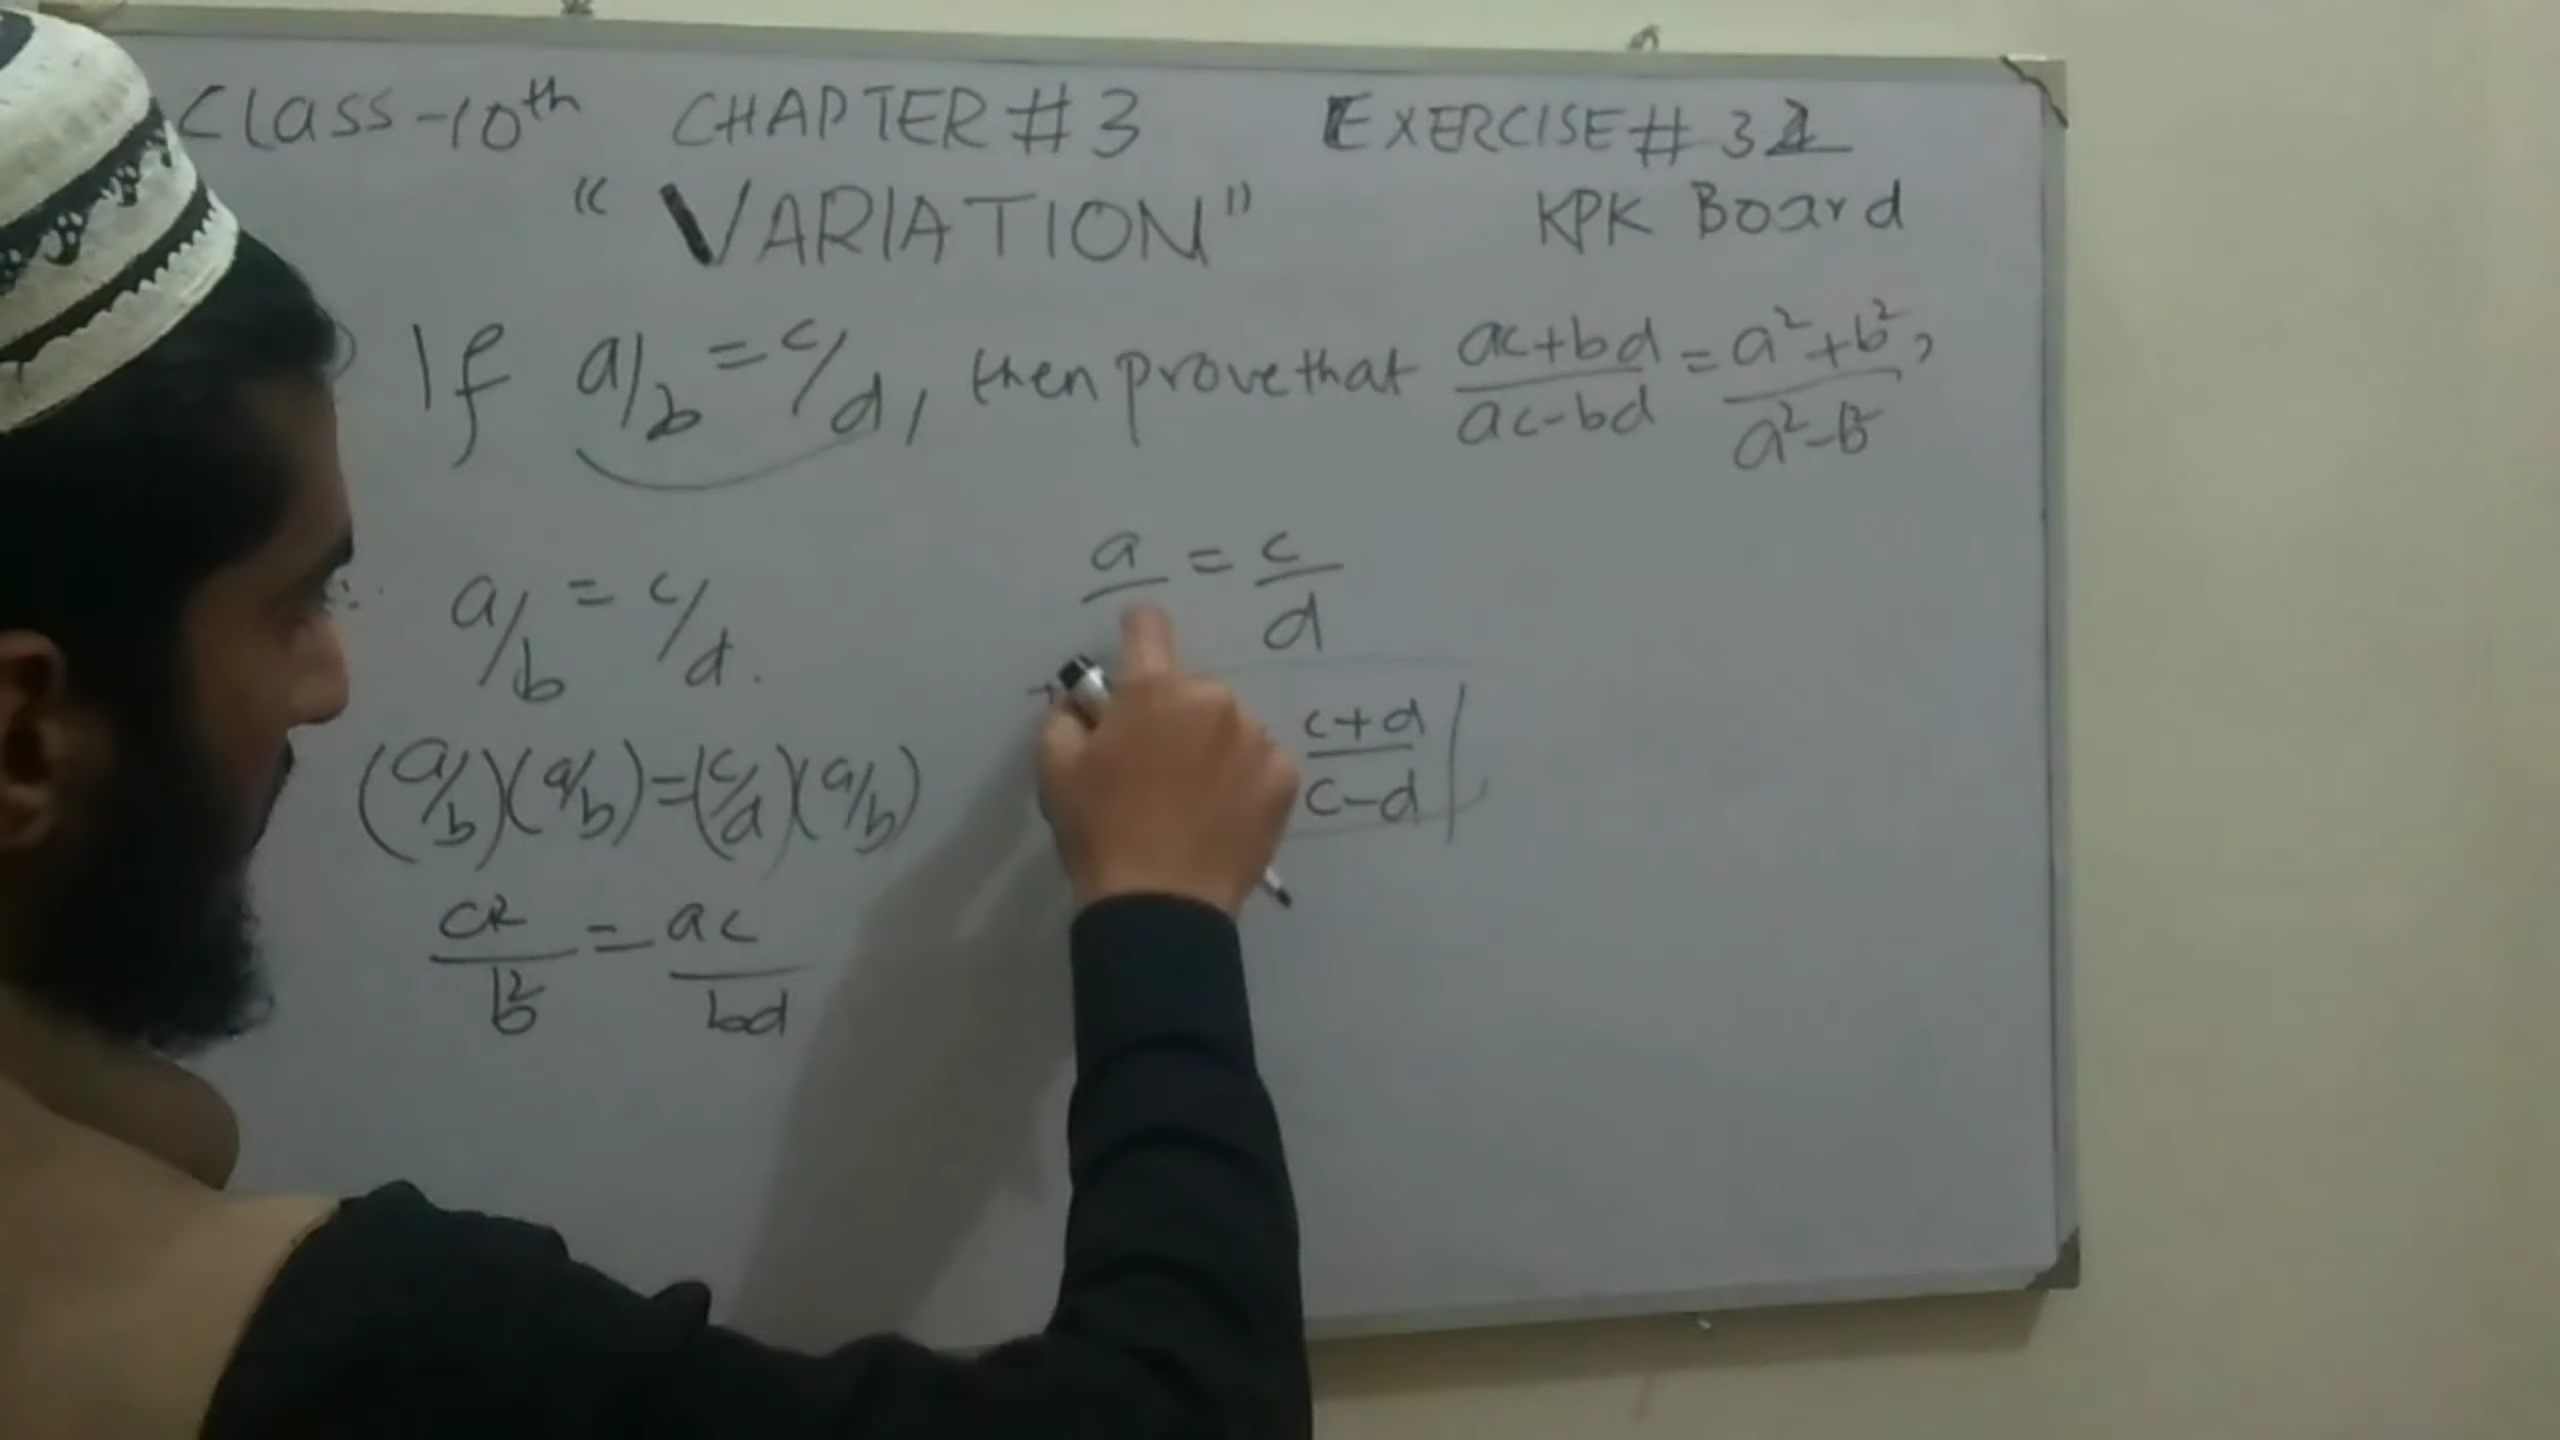 Class-10th CHAPTER # 3 EXERCISE # 3.2
"VARIATION" KPK Board
If a/b = c/d, then prove that ac+bd/ac-bd = a²+b²/a²-b²,
∵ a/b = c/d.
a = c/d
(a/b)(a/b)=(c/d)(a/b)
c+d/c-d
a²/b² = ac/bd